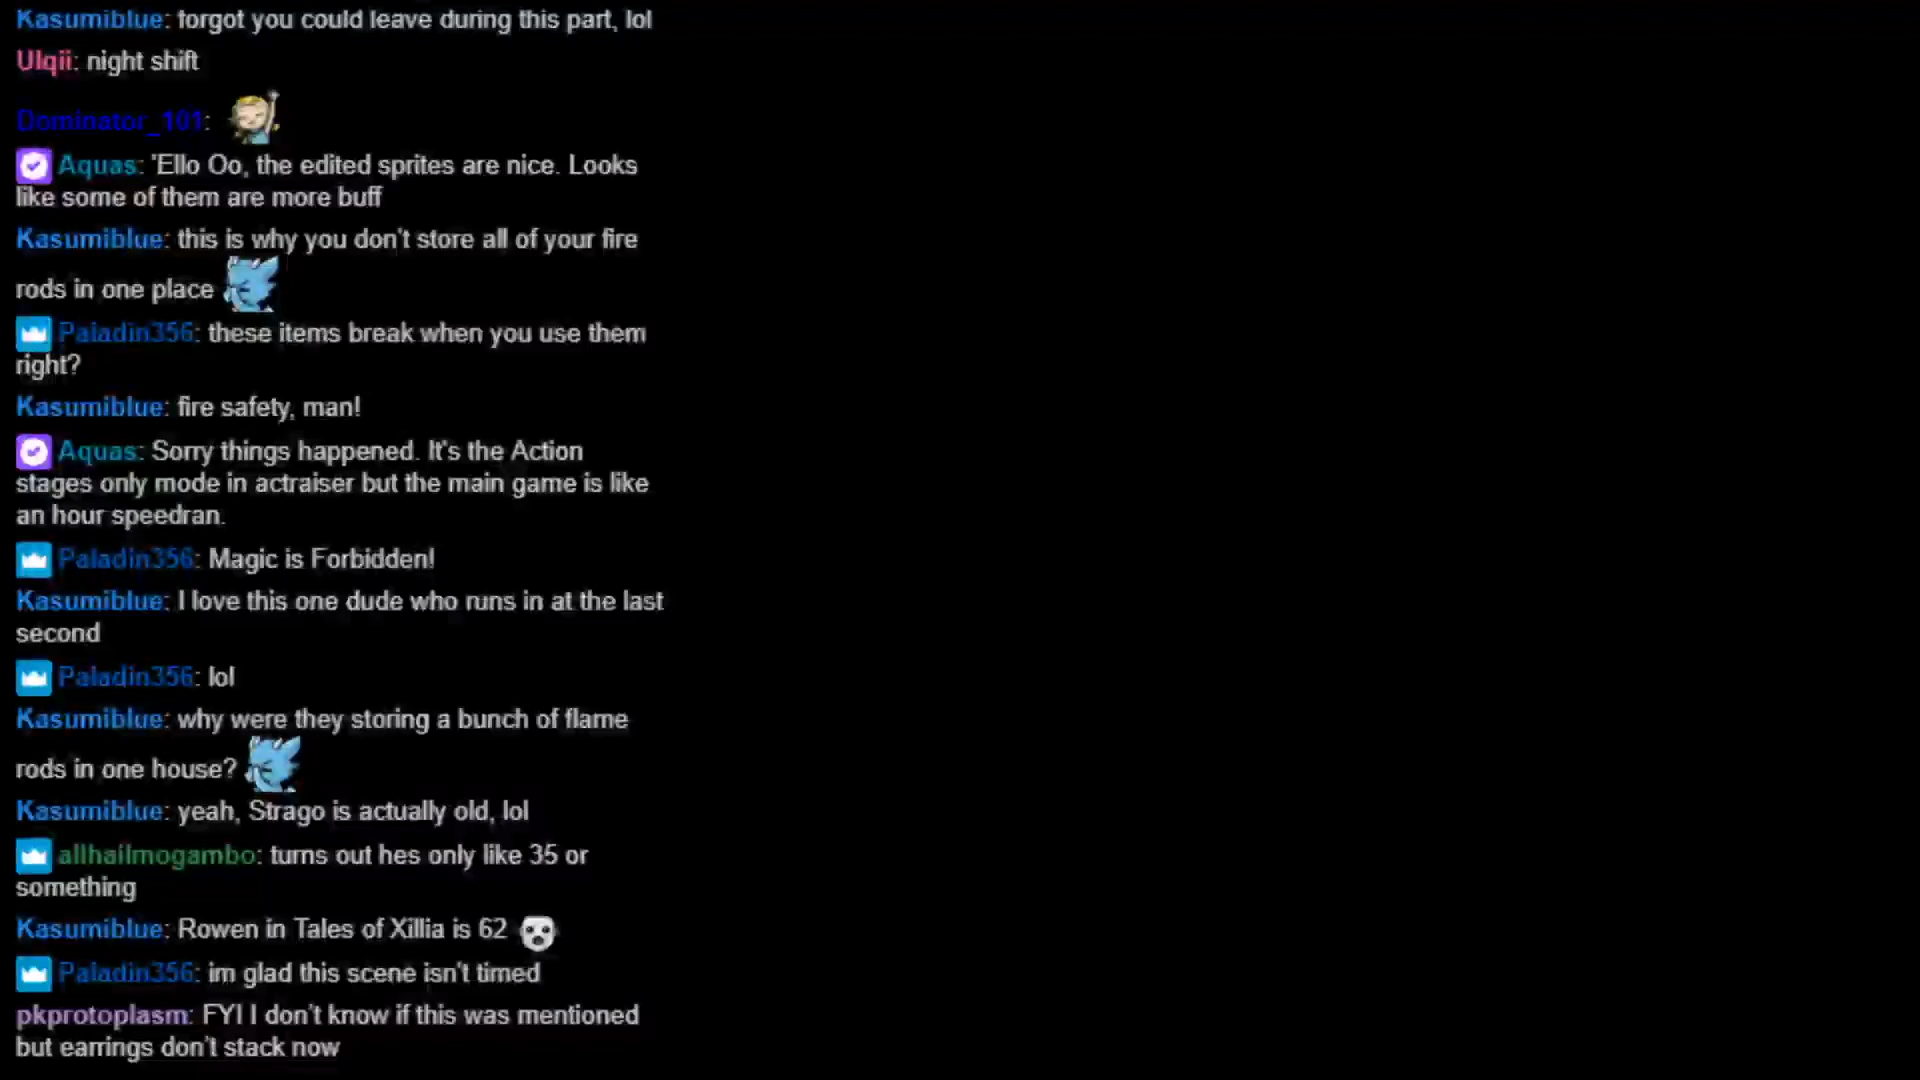 Kasumiblue: forgot you could leave during this part, lol
Ulqii: night shift
Dominator_101:
Aquas: 'Ello Oo, the edited sprites are nice. Looks
like some of them are more buff
Kasumiblue: this is why you don't store all of your fire
rods in one place
Paladin356: these items break when you use them
right?
Kasumiblue: fire safety, man!
Aquas: Sorry things happened. It's the Action
stages only mode in actraiser but the main game is like
an hour speedran.
Paladin356: Magic is Forbidden!
Kasumiblue: I love this one dude who runs in at the last
second
Paladin356: lol
Kasumiblue: why were they storing a bunch of flame
rods in one house?
Kasumiblue: yeah, Strago is actually old, lol
allhailmogambo: turns out hes only like 35 or
something
Kasumiblue: Rowen in Tales of Xillia is 62
Paladin356: im glad this scene isn't timed
pkprotoplasm: FYI I don't know if this was mentioned
but earrings don't stack now